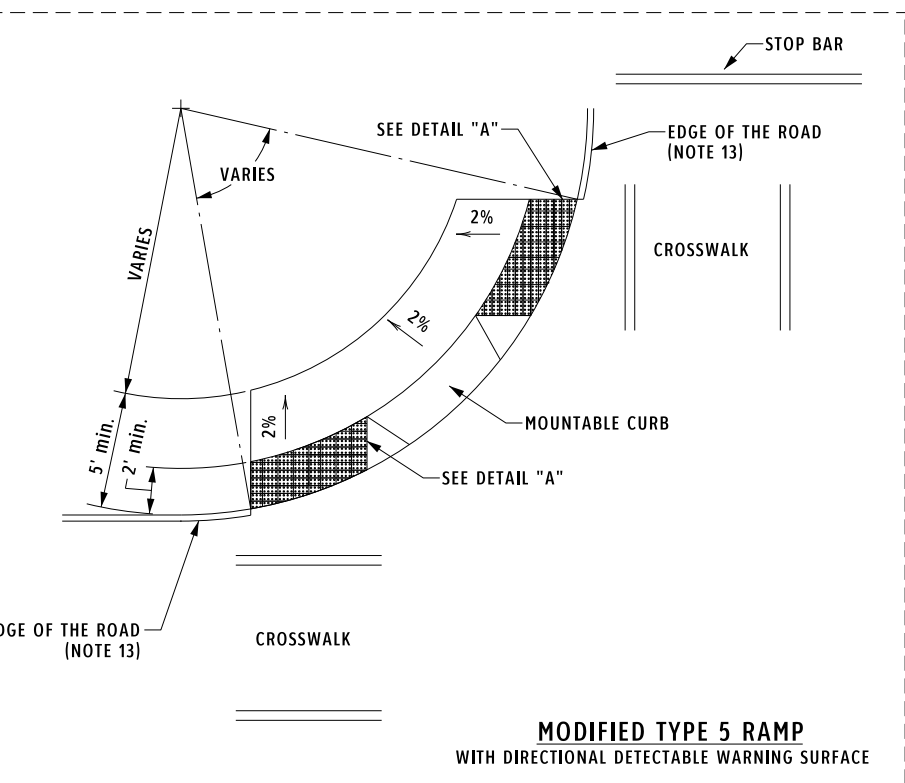 STOP BAR
SEE DETAIL "A"
EDGE OF THE ROAD
(NOTE 13)
VARIES
2%
CROSSWALK
VARIES
2%
2%
MOUNTABLE CURB
5' min.
2' min.
SEE DETAIL "A"
DGE OF THE ROAD
(NOTE 13)
CROSSWALK
MODIFIED TYPE 5 RAMP
WITH DIRECTIONAL DETECTABLE WARNING SURFACE